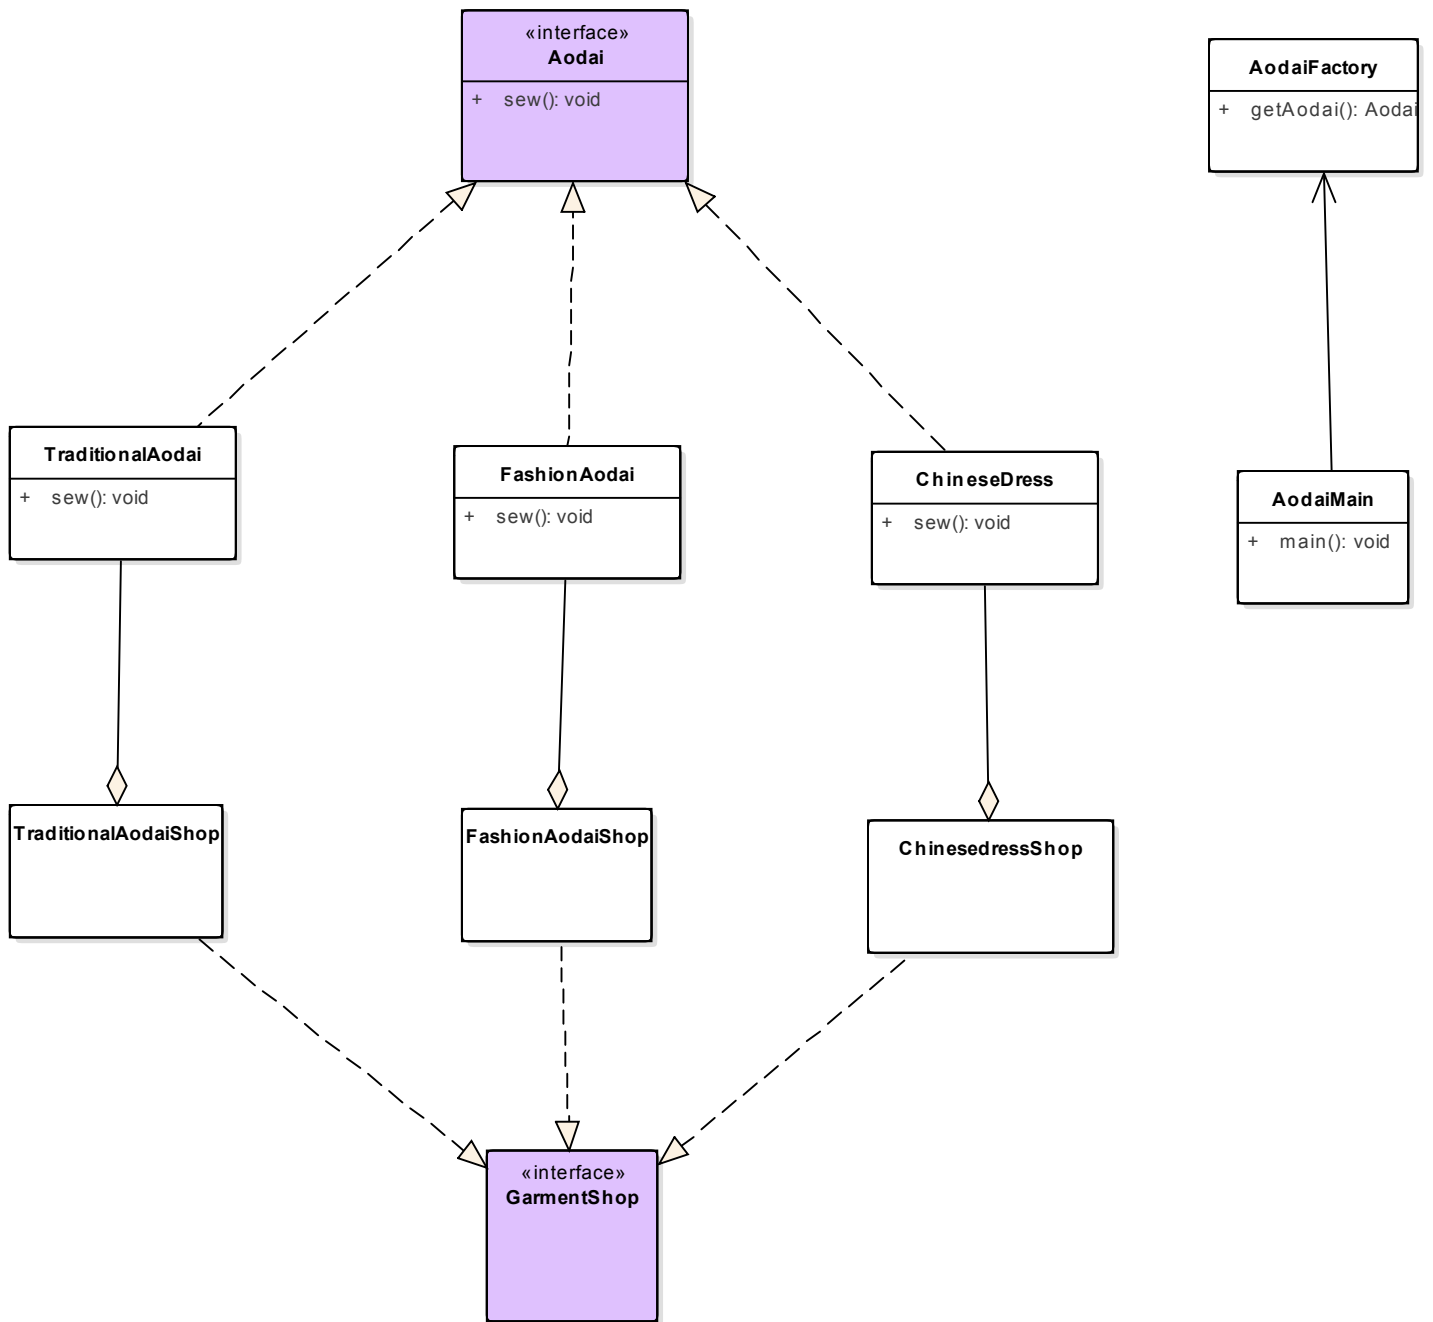 «interface»
Aodai
+ sew(): void
AodaiFactory
+ getAodai(): Aodai
TraditionalAodai
+ sew(): void
FashionAodai
+ sew(): void
ChineseDress
+ sew(): void
AodaiMain
+ main(): void
TraditionalAodaiShop
FashionAodaiShop
ChinesedressShop
«interface»
GarmentShop